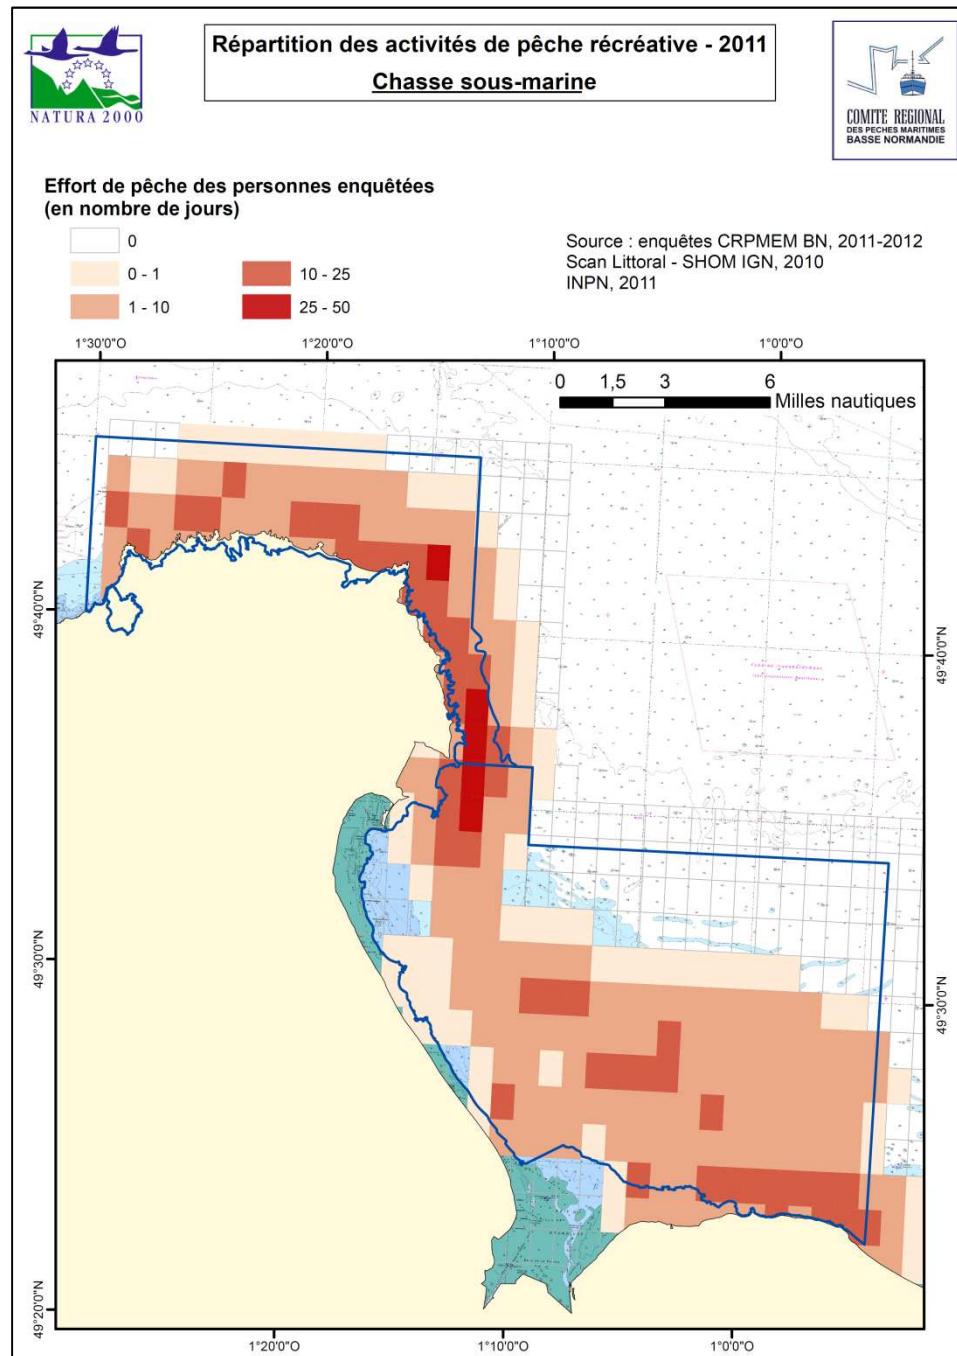 Répartition des activités de pêche récréative - 2011
Chasse sous-marine
NATURA 2000
COMITE REGIONAL
DES PECHES MARITIMES
BASSE NORMANDIE
Effort de pêche des personnes enquêtées
(en nombre de jours)
0
0 - 1
10 - 25
1 - 10
25 - 50
Source : enquêtes CRPMEM BN, 2011-2012
Scan Littoral - SHOM IGN, 2010
INPN, 2011
1°30'0"O
1°20'0"O
1°10'0"O
1°0'0"O
0
1,5
3
6
Milles nautiques
49°40'0"N
49°40'0"N
49°30'0"N
49°30'0"N
49°20'0"N
1°20'0"O
1°10'0"O
1°0'0"O